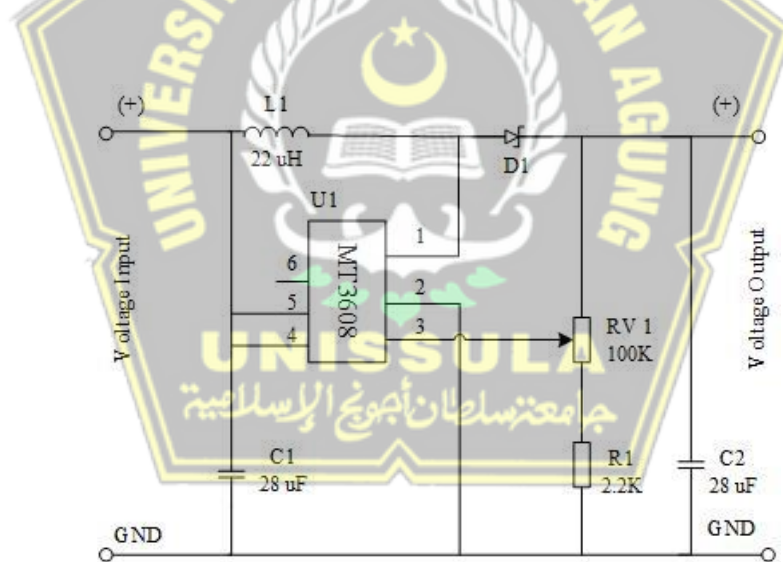 UNIVERSITAS ISLAM SULTAN AGUNG
(+)
L1
(+)
22 uH
D1
U1
1
6
MT3608
2
5
3
4
Voltage Input
Voltage Output
RV 1
100K
UNISSULA
جامعتسلطان أجونج الإسلامية
C1
28 uF
R1
2.2K
C2
28 uF
GND
GND